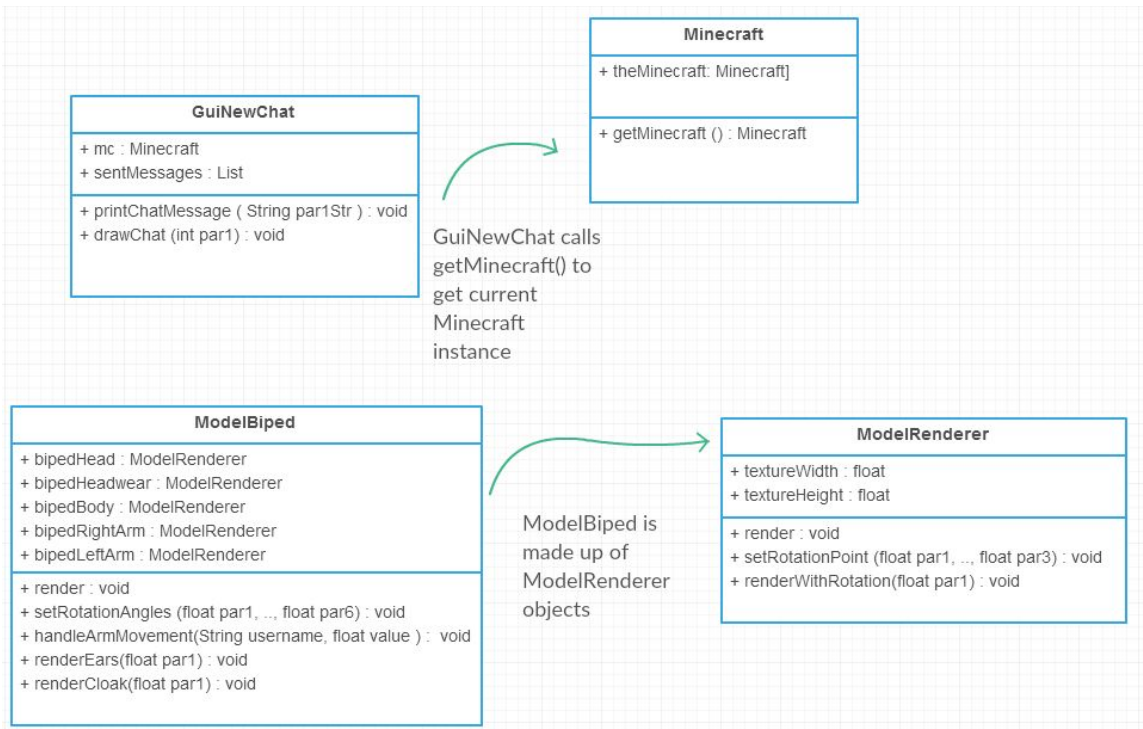 Minecraft
+ theMinecraft: Minecraft]
+ getMinecraft () : Minecraft
GuiNewChat
+ mc : Minecraft
+ sentMessages : List
+ printChatMessage ( String par1Str ) : void
+ drawChat (int par1) : void
GuiNewChat calls
getMinecraft() to
get current
Minecraft
instance
ModelBiped
+ bipedHead : ModelRenderer
+ bipedHeadwear : ModelRenderer
+ bipedBody : ModelRenderer
+ bipedRightArm : ModelRenderer
+ bipedLeftArm : ModelRenderer
+ render : void
+ setRotationAngles (float par1, .., float par6) : void
+ handleArmMovement(String username, float value ) :  void
+ renderEars(float par1) : void
+ renderCloak(float par1) : void
ModelBiped is
made up of
ModelRenderer
objects
ModelRenderer
+ textureWidth : float
+ textureHeight : float
+ render : void
+ setRotationPoint (float par1, .., float par3) : void
+ renderWithRotation(float par1) : void